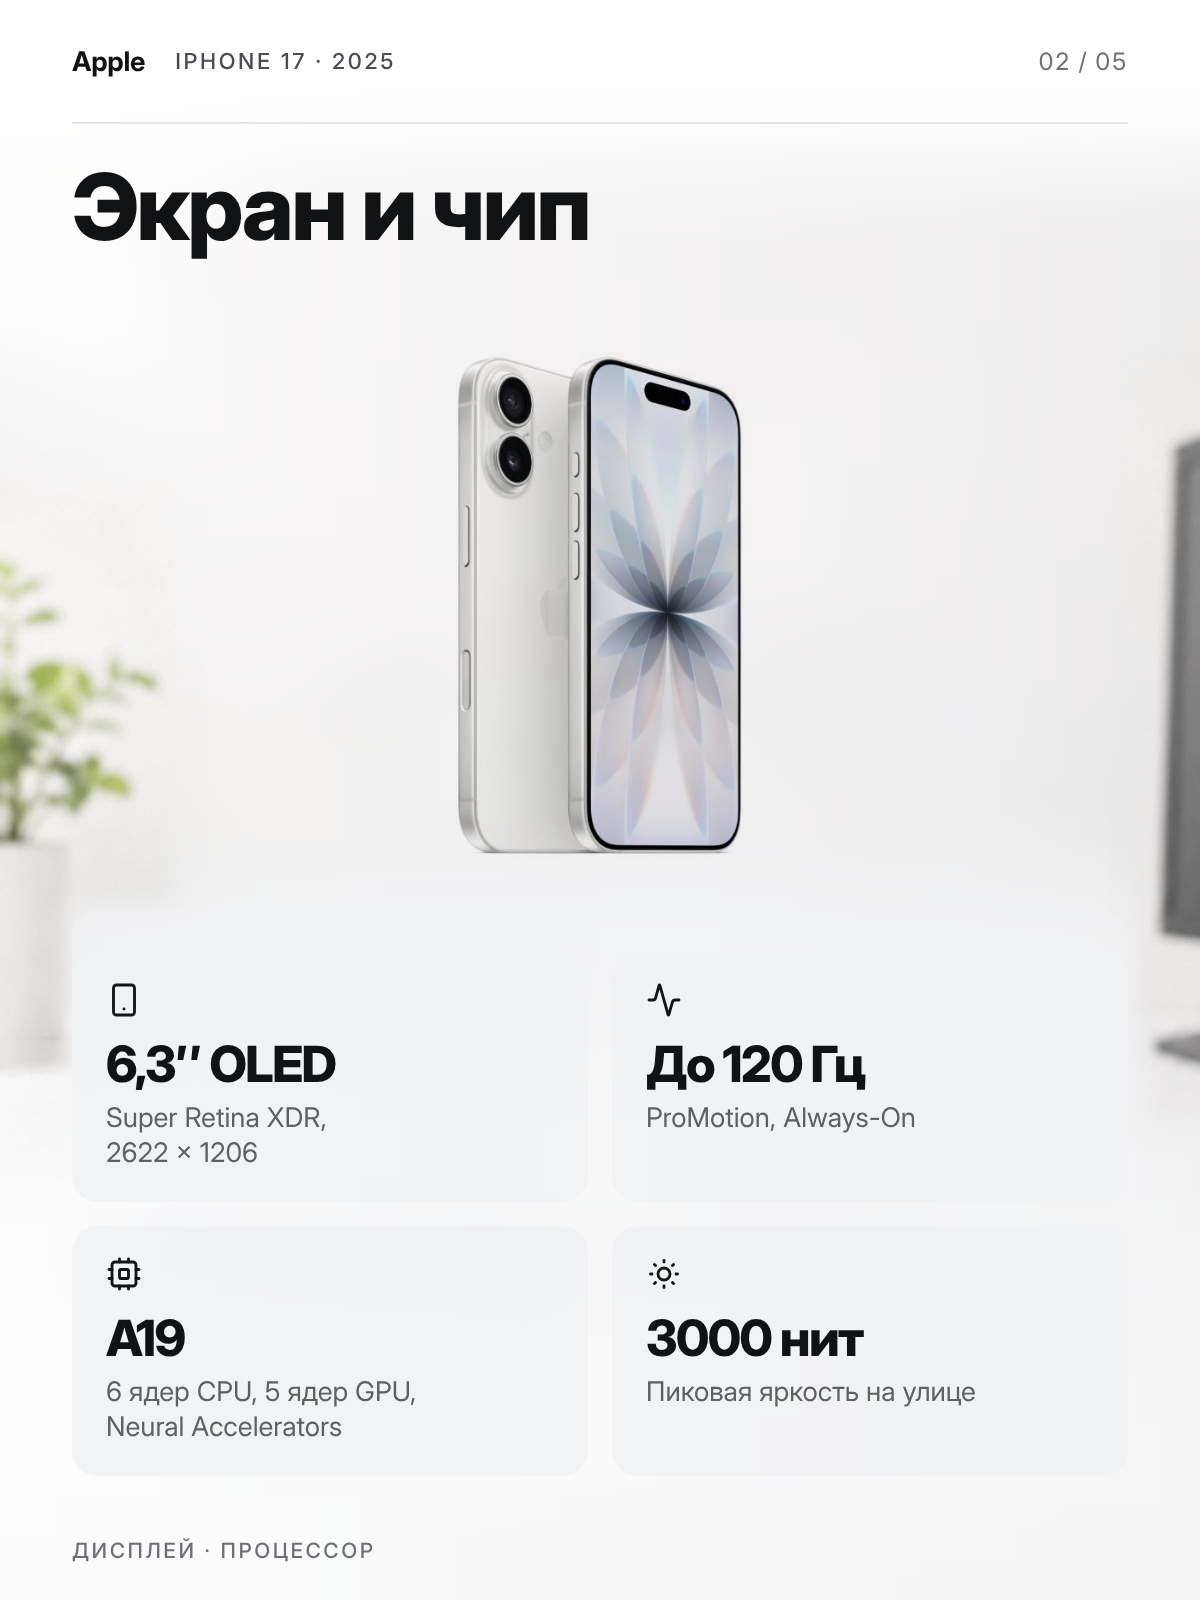 Apple IPHONE 17 · 2025 02 / 05
Экран и чип
6,3″ OLED
Super Retina XDR,
2622 × 1206
До 120 Гц
ProMotion, Always-On
A19
6 ядер CPU, 5 ядер GPU,
Neural Accelerators
3000 нит
Пиковая яркость на улице
ДИСПЛЕЙ · ПРОЦЕССОР